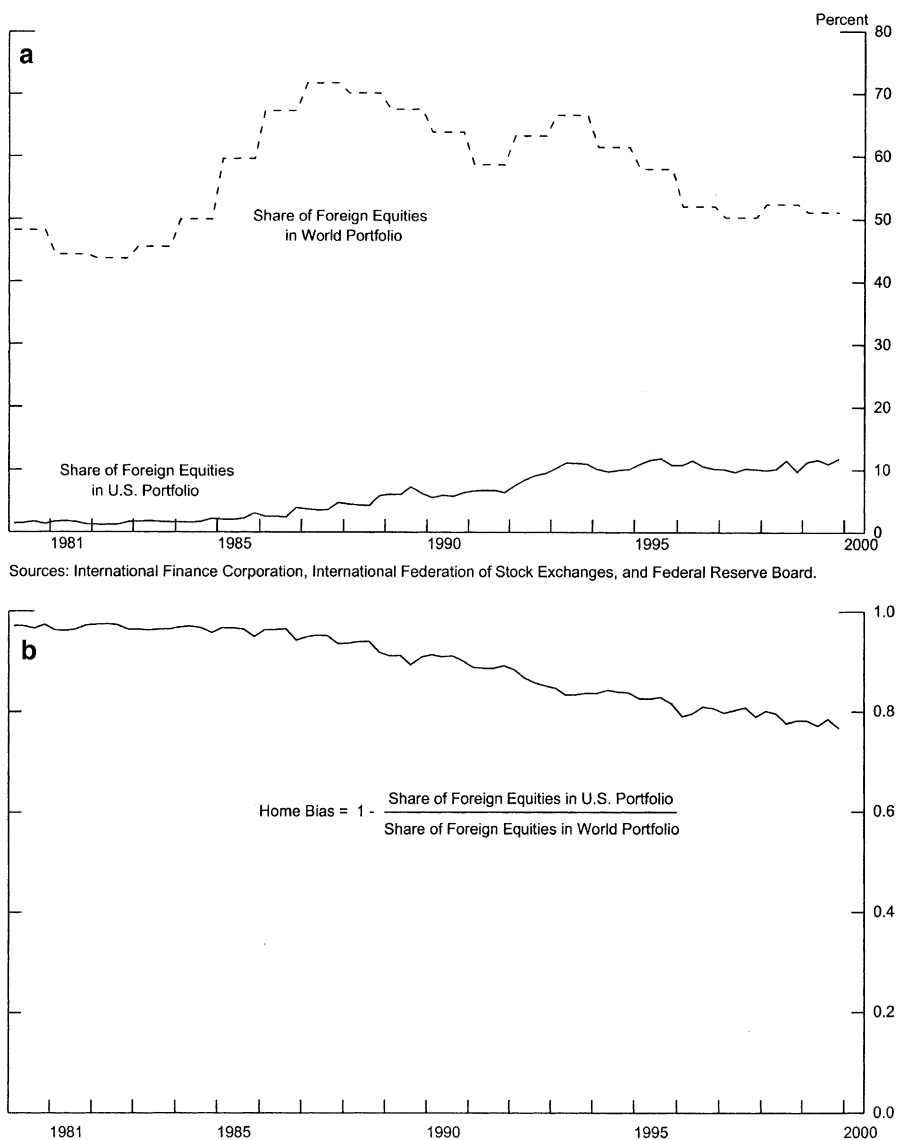 Percent
a
80
70
60
50
40
30
20
10
0
Share of Foreign Equities
in World Portfolio
Share of Foreign Equities
in U.S. Portfolio
1981
1985
1990
1995
2000
Sources: International Finance Corporation, International Federation of Stock Exchanges, and Federal Reserve Board.
b
1.0
0.8
0.6
0.4
0.2
0.0
Home Bias = 1 - Share of Foreign Equities in U.S. Portfolio
Share of Foreign Equities in World Portfolio
1981
1985
1990
1995
2000